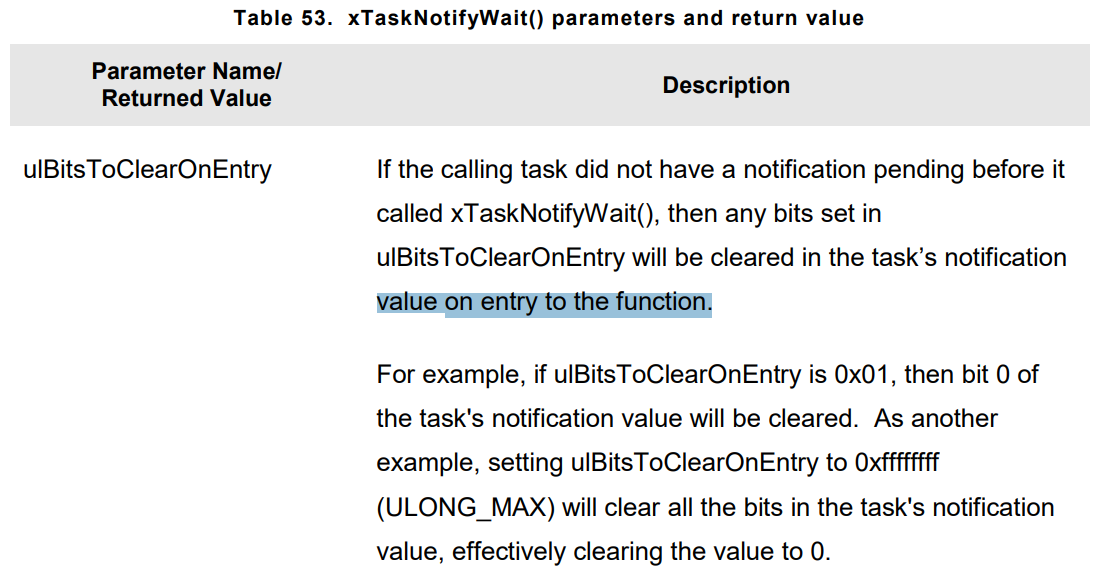 Table 53. xTaskNotifyWait() parameters and return value
Parameter Name/
Returned Value
Description
ulBitsToClearOnEntry
If the calling task did not have a notification pending before it
called xTaskNotifyWait(), then any bits set in
ulBitsToClearOnEntry will be cleared in the task’s notification
value on entry to the function.
For example, if ulBitsToClearOnEntry is 0x01, then bit 0 of
the task's notification value will be cleared.  As another
example, setting ulBitsToClearOnEntry to 0xffffffff
(ULONG_MAX) will clear all the bits in the task's notification
value, effectively clearing the value to 0.